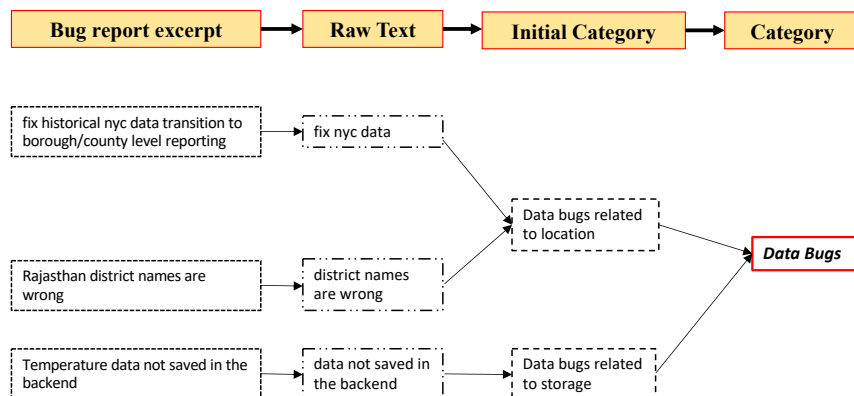 Bug report excerpt
Raw Text
Initial Category
Category
fix historical nyc data transition to
borough/county level reporting
fix nyc data
Data bugs related
to location
Data Bugs
Rajasthan district names are
wrong
district names
are wrong
Temperature data not saved in the
backend
data not saved in
the backend
Data bugs related
to storage